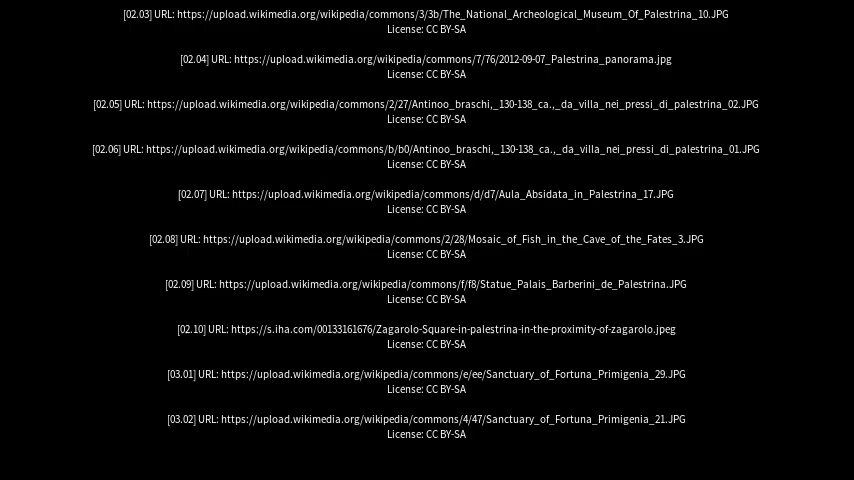 [02.03] URL: https://upload.wikimedia.org/wikipedia/commons/3/3b/The_National_Archeological_Museum_Of_Palestrina_10.JPG
License: CC BY-SA
[02.04] URL: https://upload.wikimedia.org/wikipedia/commons/7/76/2012-09-07_Palestrina_panorama.jpg
License: CC BY-SA
[02.05] URL: https://upload.wikimedia.org/wikipedia/commons/2/27/Antinoo_braschi,_130-138_ca.,_da_villa_nei_pressi_di_palestrina_02.JPG
License: CC BY-SA
[02.06] URL: https://upload.wikimedia.org/wikipedia/commons/b/b0/Antinoo_braschi,_130-138_ca.,_da_villa_nei_pressi_di_palestrina_01.JPG
License: CC BY-SA
[02.07] URL: https://upload.wikimedia.org/wikipedia/commons/d/d7/Aula_Absidata_in_Palestrina_17.JPG
License: CC BY-SA
[02.08] URL: https://upload.wikimedia.org/wikipedia/commons/2/28/Mosaic_of_Fish_in_the_Cave_of_the_Fates_3.JPG
License: CC BY-SA
[02.09] URL: https://upload.wikimedia.org/wikipedia/commons/f/f8/Statue_Palais_Barberini_de_Palestrina.JPG
License: CC BY-SA
[02.10] URL: https://s.iha.com/00133161676/Zagarolo-Square-in-palestrina-in-the-proximity-of-zagarolo.jpeg
License: CC BY-SA
[03.01] URL: https://upload.wikimedia.org/wikipedia/commons/e/ee/Sanctuary_of_Fortuna_Primigenia_29.JPG
License: CC BY-SA
[03.02] URL: https://upload.wikimedia.org/wikipedia/commons/4/47/Sanctuary_of_Fortuna_Primigenia_21.JPG
License: CC BY-SA